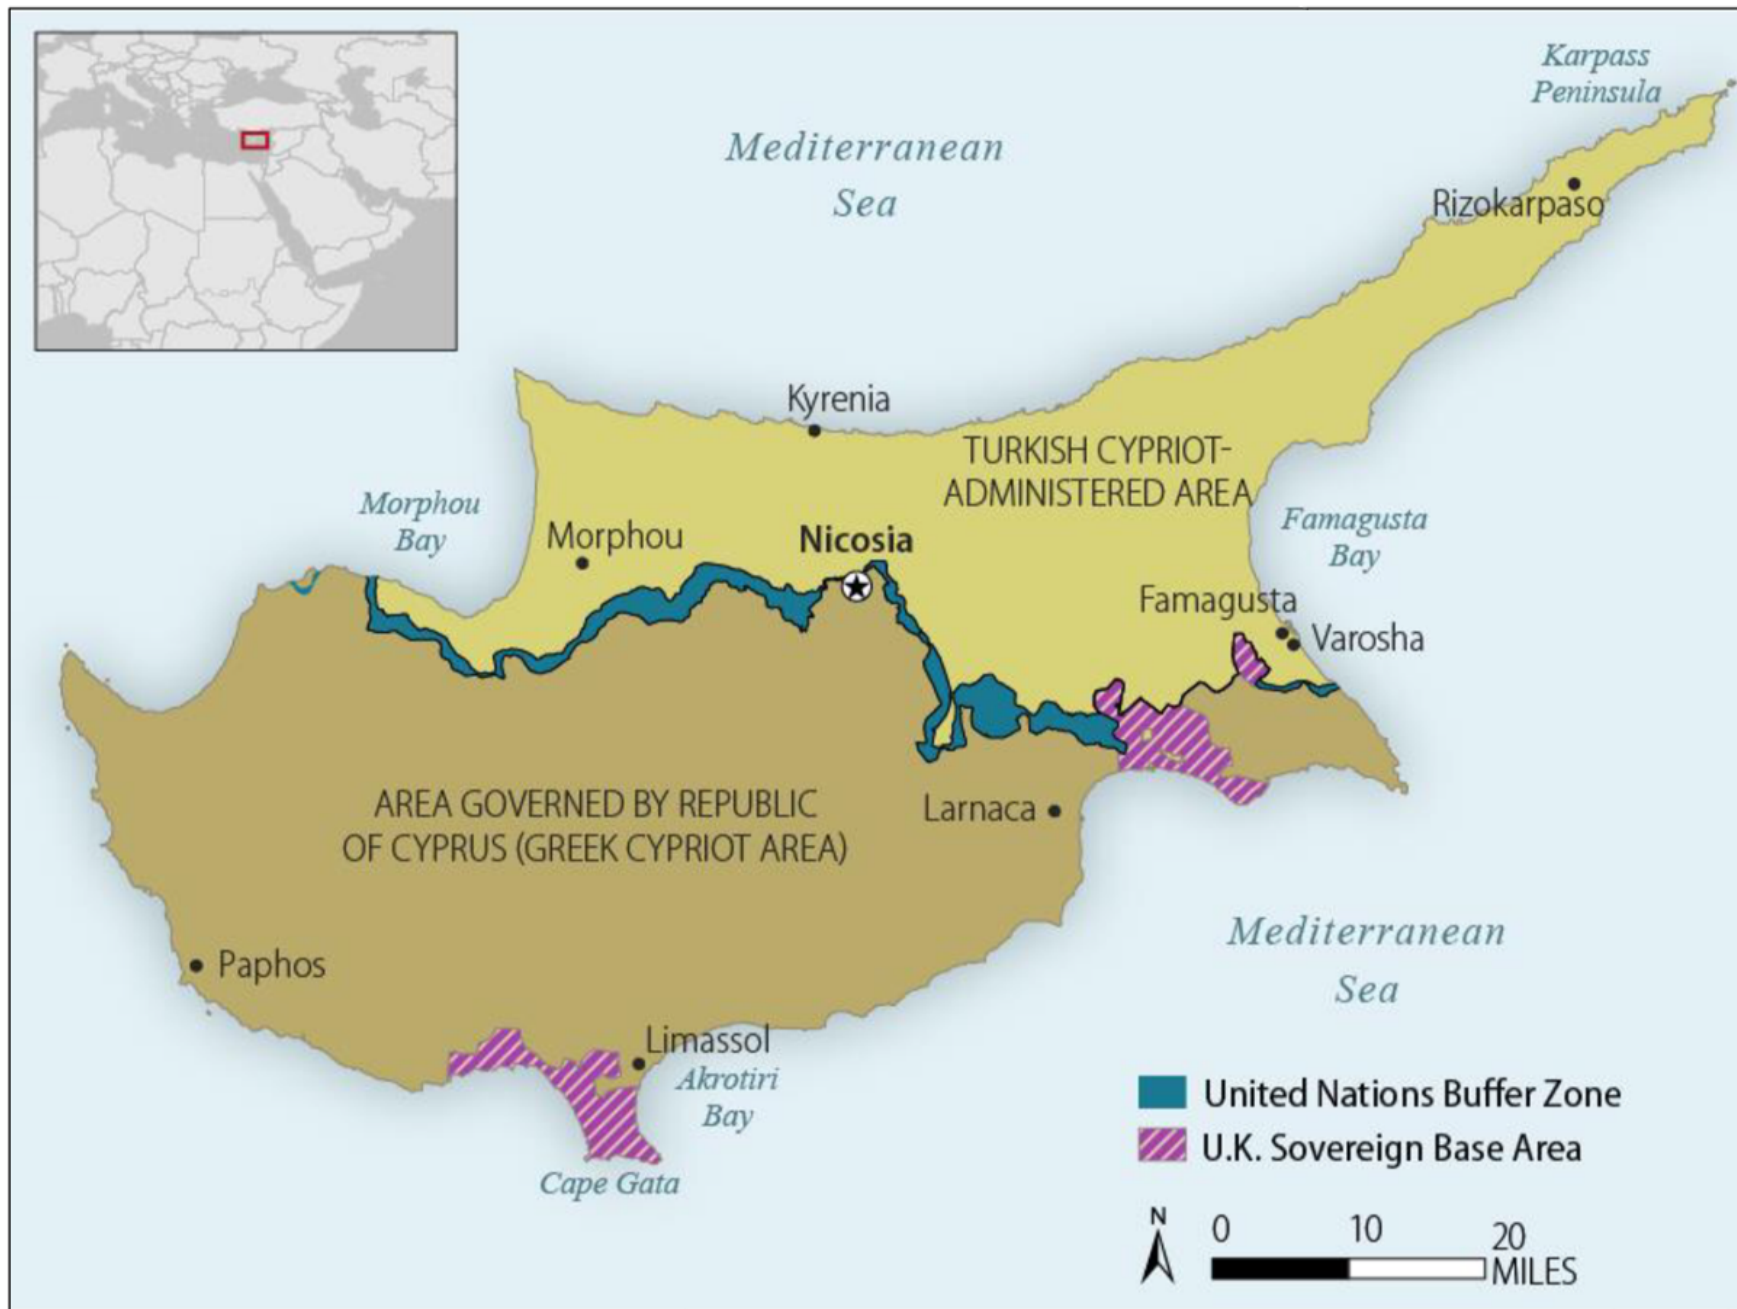 Karpass
Peninsula
Mediterranean
Sea
Rizokarpaso
Kyrenia
TURKISH CYPRIOT-
ADMINISTERED AREA
Morphou
Bay
Famagusta
Bay
Morphou
Nicosia
Famagusta
Varosha
AREA GOVERNED BY REPUBLIC
OF CYPRUS (GREEK CYPRIOT AREA)
Larnaca
Mediterranean
Sea
Paphos
Limassol
Akrotiri
Bay
Cape Gata
United Nations Buffer Zone
U.K. Sovereign Base Area
N
0 10 20
MILES